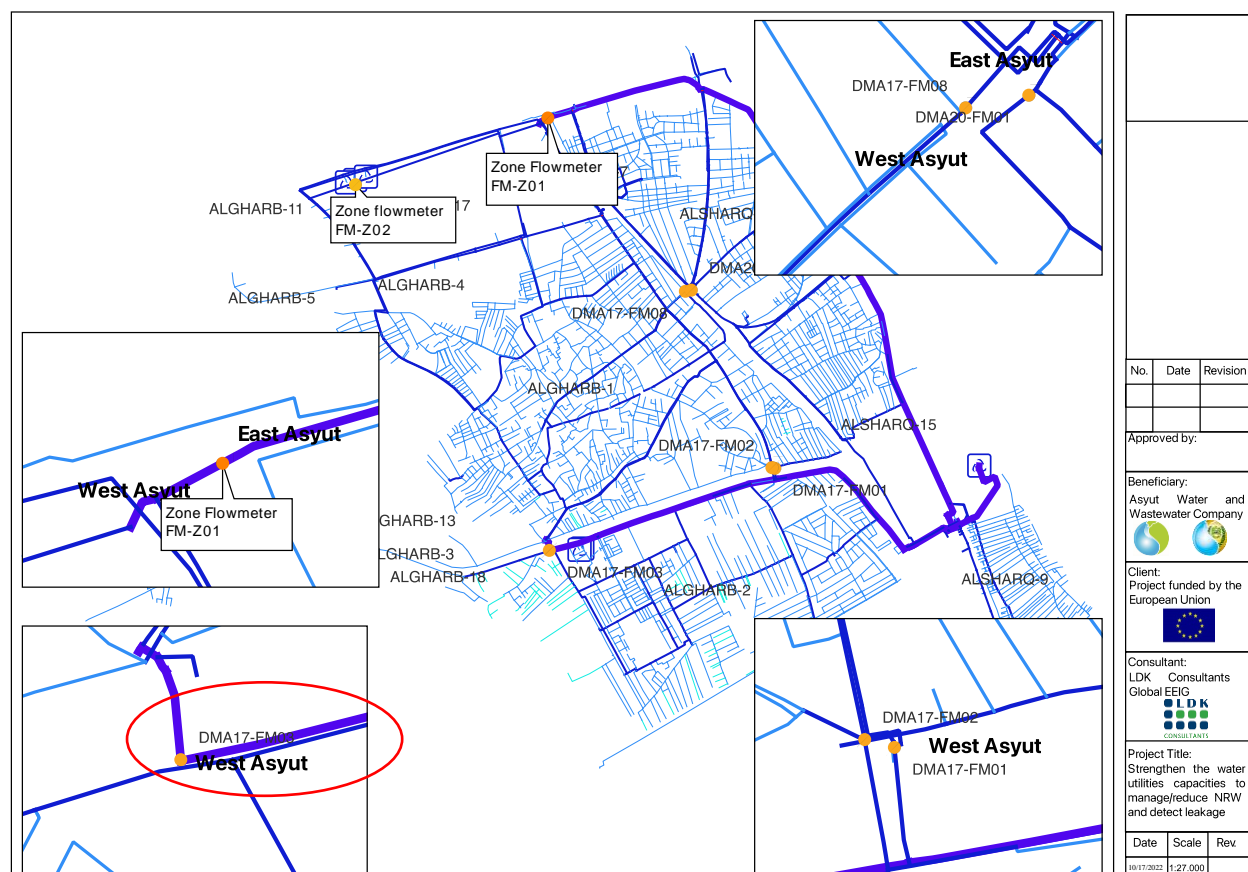 East Asyut
DMA17-FM08
DMA20-FM01
West Asyut
Zone Flowmeter
FM-Z01
Zone flowmeter
FM-Z02
17
ALGHARB-11
ALSHARQ
ALGHARB-4
ALGHARB-5
DMA20
DMA17-FM08
ALGHARB-1
ALSHARQ-15
DMA17-FM02
DMA17-FM01
East Asyut
West Asyut
Zone Flowmeter
FM-Z01
GHARB-13
LGHARB-3
ALGHARB-18
DMA17-FM03
ALGHARB-2
ALSHARQ-9
DMA17-FM03
West Asyut
DMA17-FM02
West Asyut
DMA17-FM01
No. Date Revision
Approved by:
Beneficiary:
Asyut Water and
Wastewater Company
Client:
Project funded by the
European Union
Consultant:
LDK Consultants
Global EEIG
LDK
CONSULTANTS
Project Title:
Strengthen the water
utilities capacities to
manage/reduce NRW
and detect leakage
Date Scale Rev.
10/17/2022 1:27.000